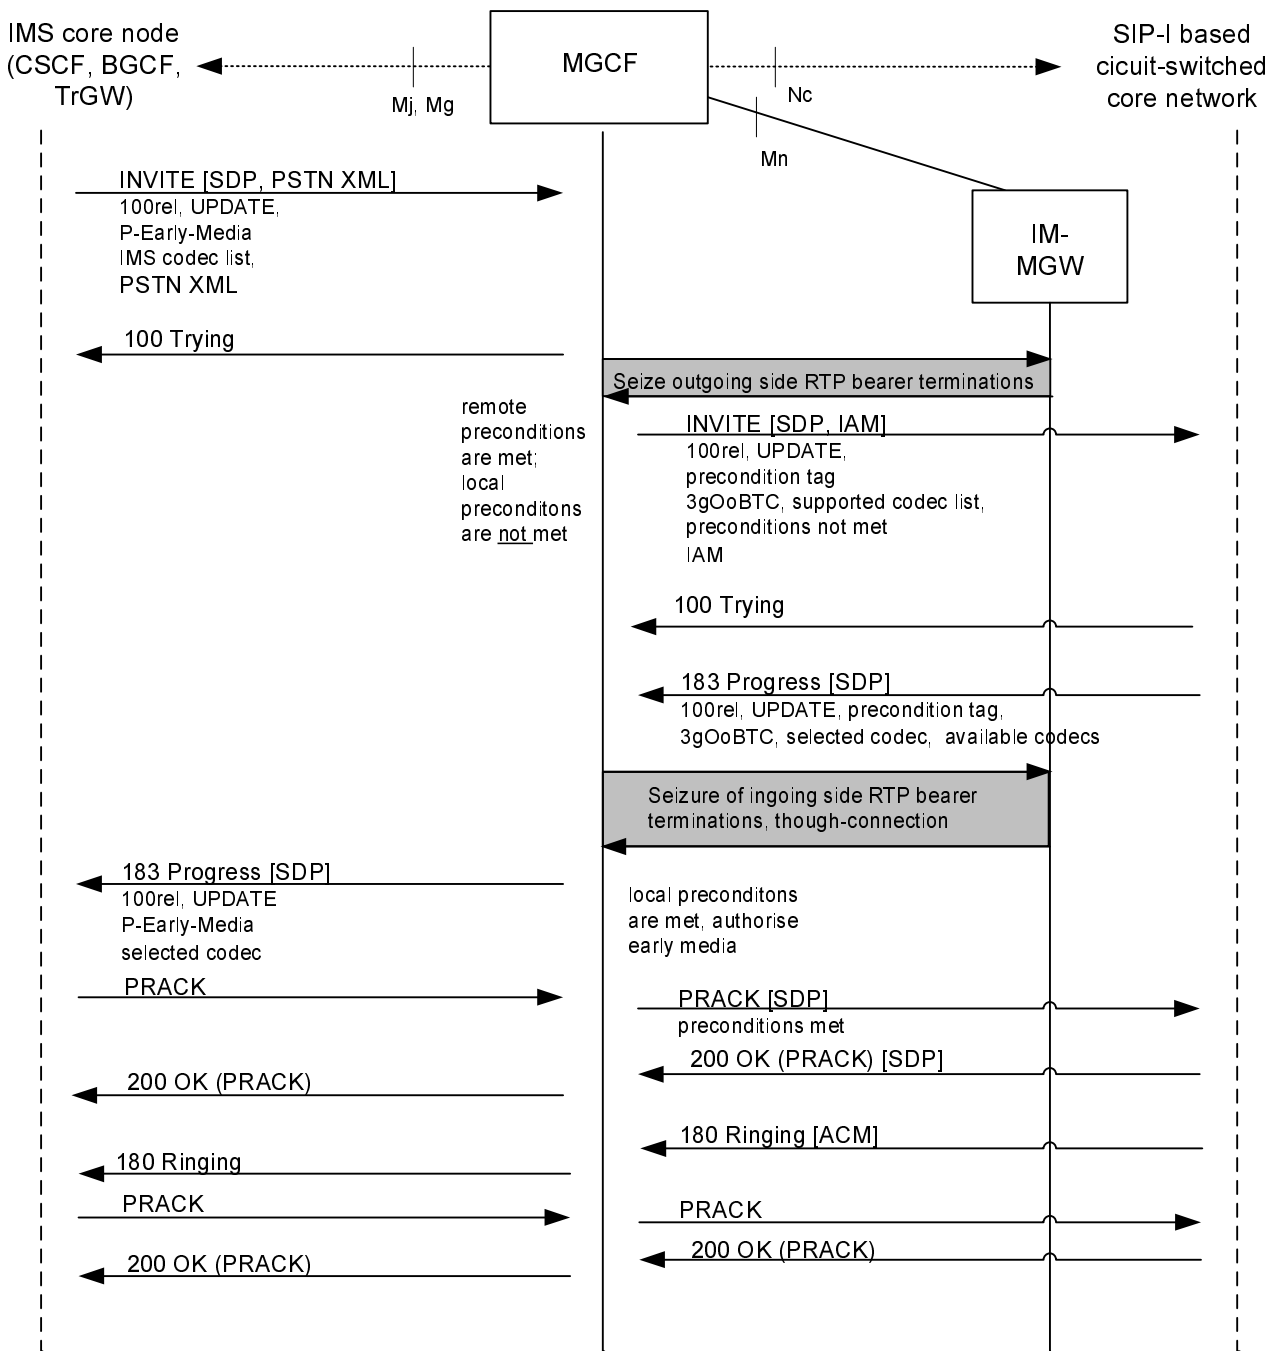 IMS core node
(CSCF, BGCF,
TrGW)
MGCF
SIP-I based
cicuit-switched
core network
Mj, Mg
Nc
Mn
IM-
MGW
INVITE [SDP, PSTN XML]
100rel, UPDATE,
P-Early-Media
IMS codec list,
PSTN XML
100 Trying
Seize outgoing side RTP bearer terminations
remote
preconditions
are met;
local
preconditons
are not met
INVITE [SDP, IAM]
100rel, UPDATE,
precondition tag
3gOoBTC, supported codec list,
preconditions not met
IAM
100 Trying
183 Progress [SDP]
100rel, UPDATE, precondition tag,
3gOoBTC, selected codec, available codecs
Seizure of ingoing side RTP bearer
terminations, though-connection
183 Progress [SDP]
100rel, UPDATE
P-Early-Media
selected codec
local preconditons
are met, authorise
early media
PRACK
PRACK [SDP]
preconditions met
200 OK (PRACK) [SDP]
200 OK (PRACK)
180 Ringing [ACM]
180 Ringing
PRACK
PRACK
200 OK (PRACK)
200 OK (PRACK)